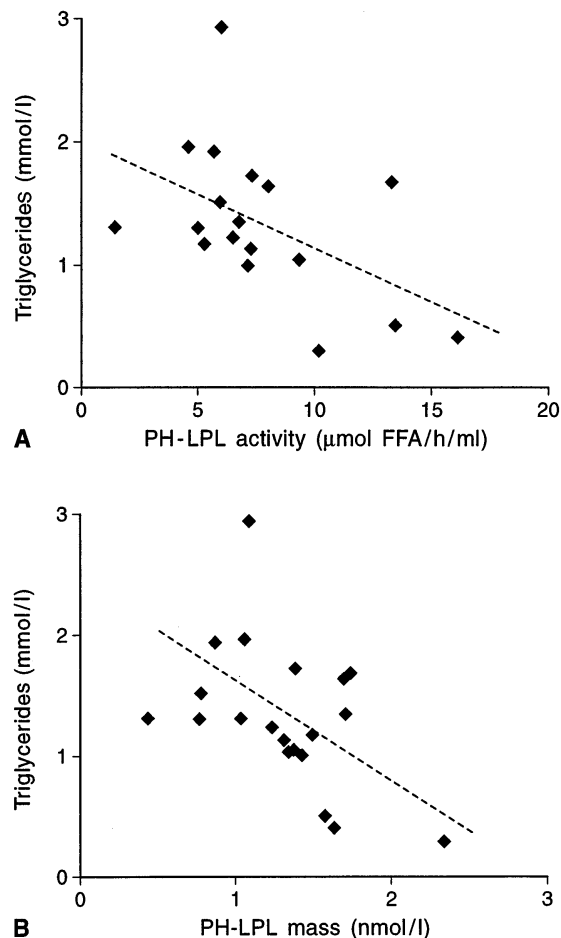 3
2
1
0
Triglycerides (mmol/l)
0 5 10 15 20
A PH-LPL activity (μmol FFA/h/ml)
3
2
1
0
Triglycerides (mmol/l)
0 1 2 3
B PH-LPL mass (nmol/l)